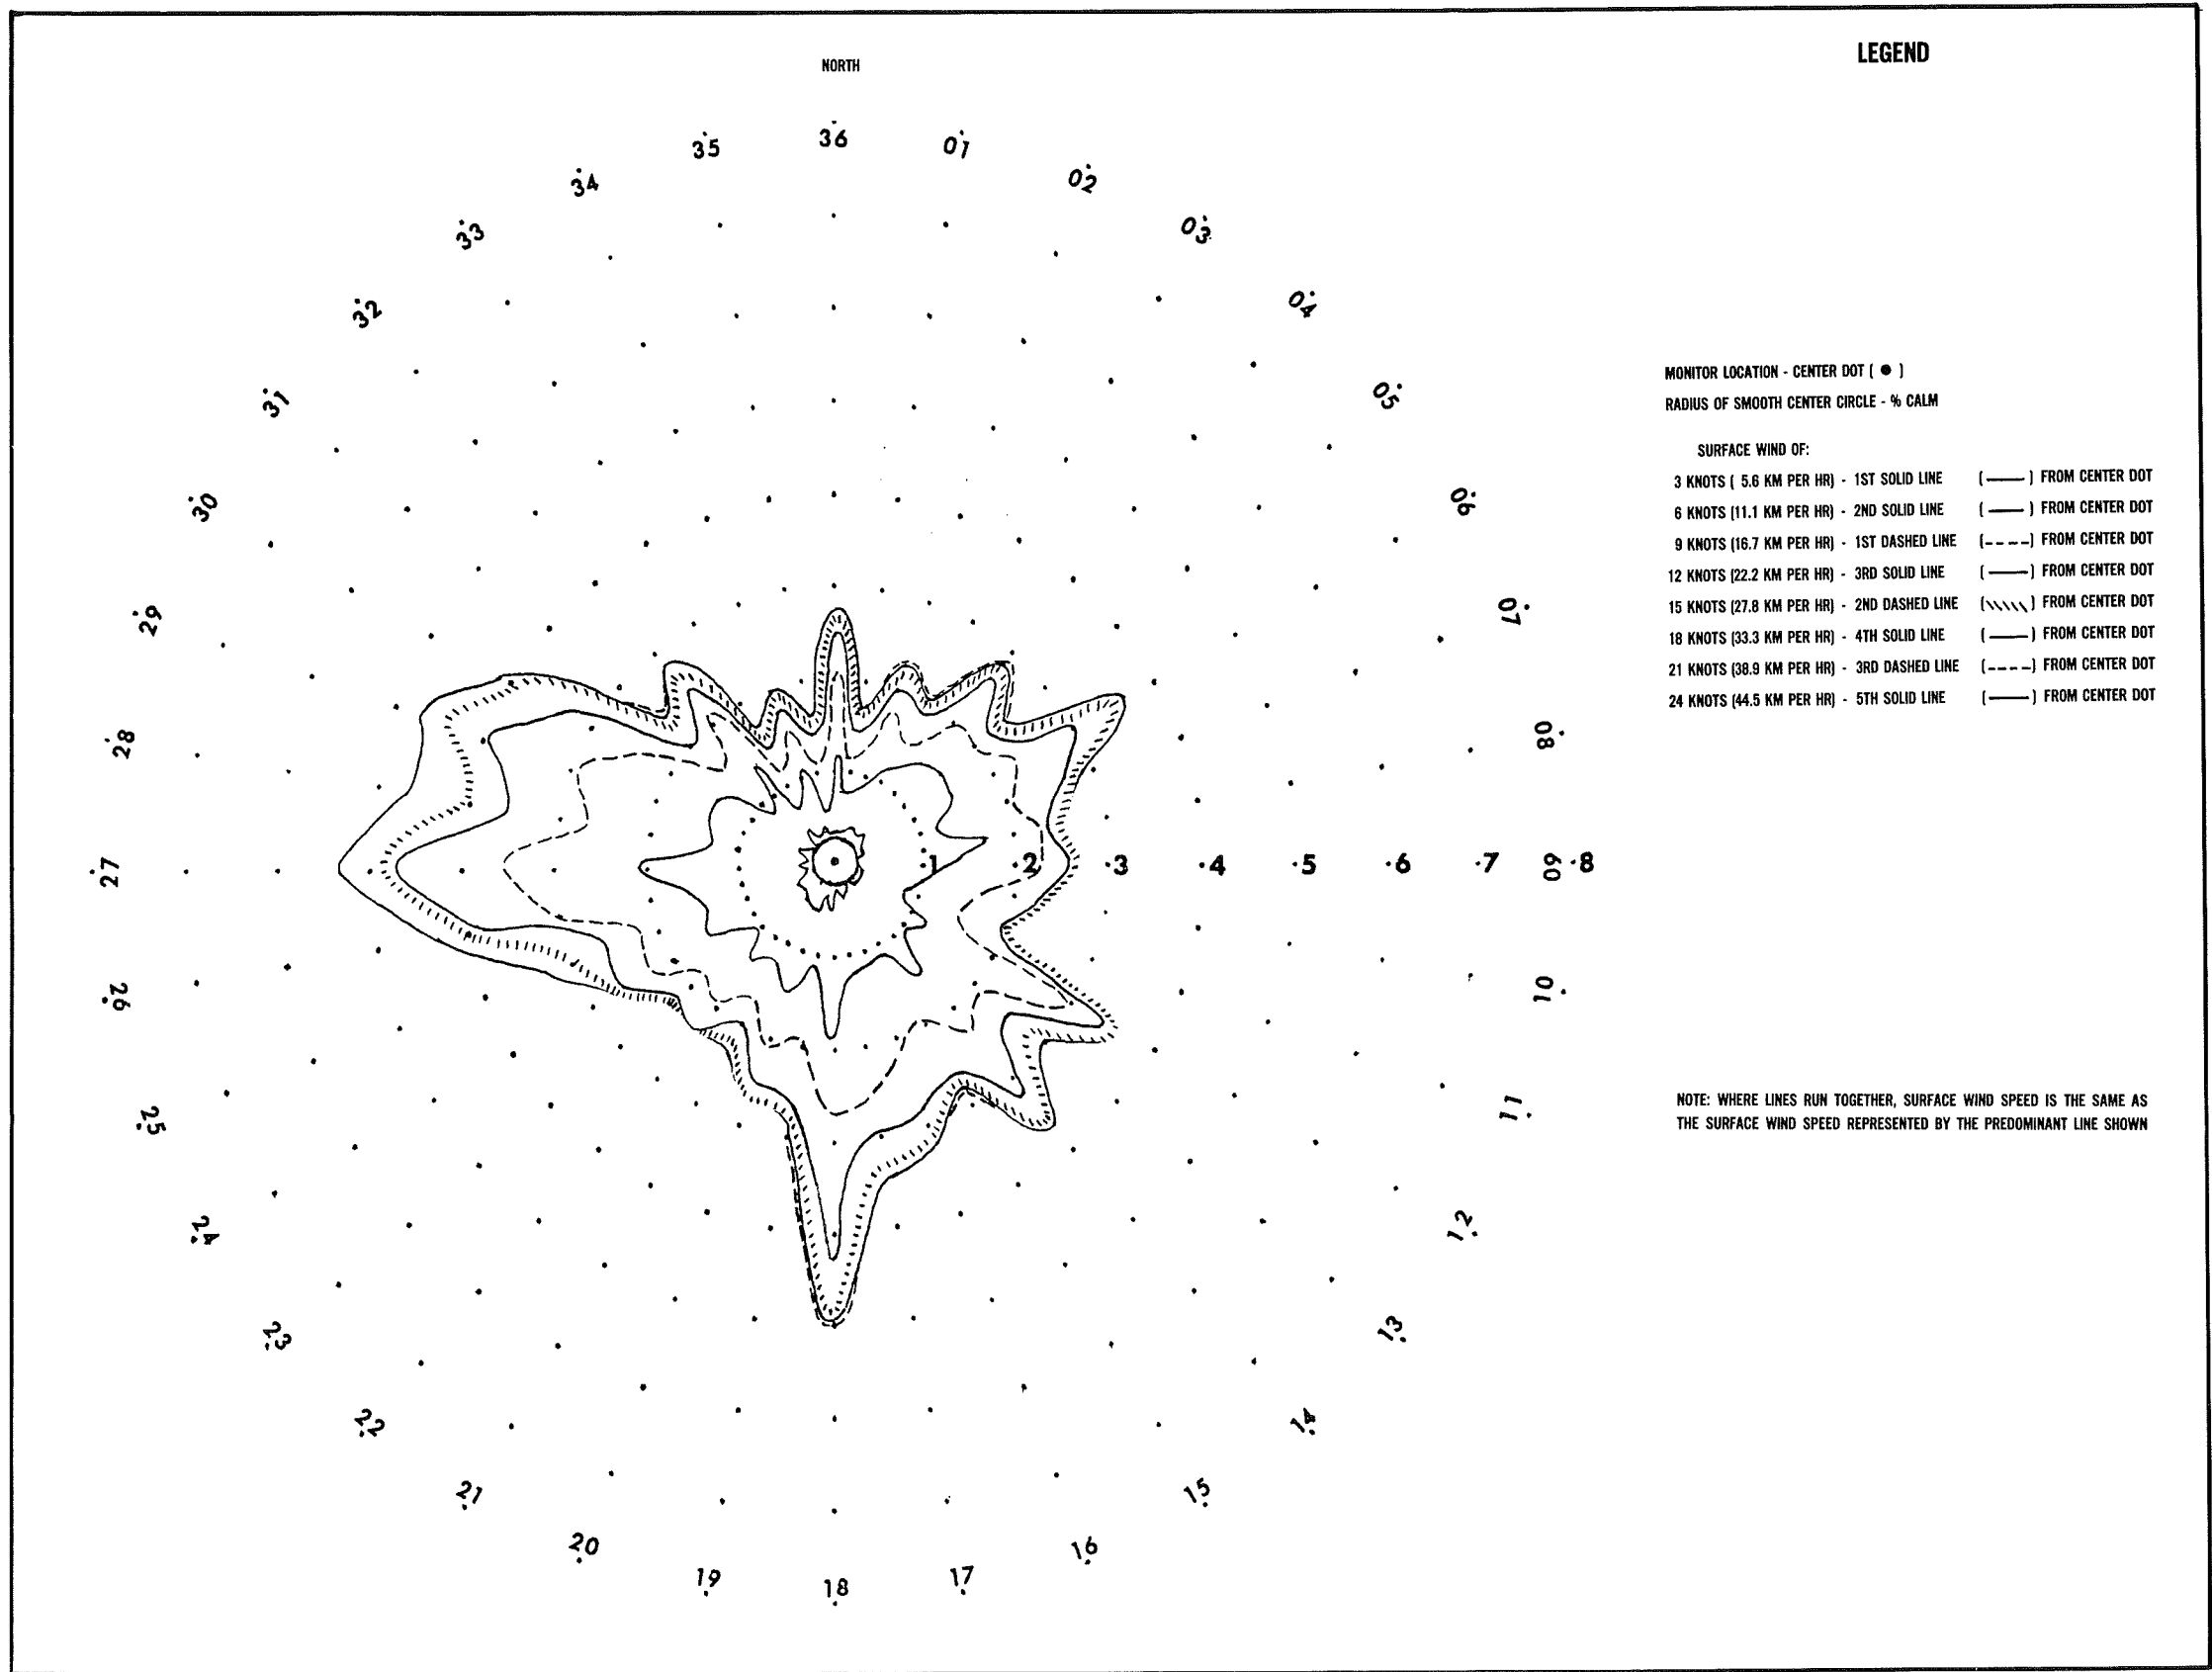 LEGEND
NORTH
36
01
02
03
04
05
06
07
08
09
10
11
12
13
14
15
16
17
18
19
20
21
22
23
24
25
26
27
28
29
30
31
32
33
34
35
.1 .2 .3 .4 .5 .6 .7 .8
MONITOR LOCATION - CENTER DOT ( ● )
RADIUS OF SMOOTH CENTER CIRCLE - % CALM
SURFACE WIND OF:
3 KNOTS ( 5.6 KM PER HR) - 1ST SOLID LINE (——) FROM CENTER DOT
6 KNOTS (11.1 KM PER HR) - 2ND SOLID LINE (——) FROM CENTER DOT
9 KNOTS (16.7 KM PER HR) - 1ST DASHED LINE (----) FROM CENTER DOT
12 KNOTS (22.2 KM PER HR) - 3RD SOLID LINE (——) FROM CENTER DOT
15 KNOTS (27.8 KM PER HR) - 2ND DASHED LINE (\\\\\) FROM CENTER DOT
18 KNOTS (33.3 KM PER HR) - 4TH SOLID LINE (——) FROM CENTER DOT
21 KNOTS (38.9 KM PER HR) - 3RD DASHED LINE (----) FROM CENTER DOT
24 KNOTS (44.5 KM PER HR) - 5TH SOLID LINE (——) FROM CENTER DOT
NOTE: WHERE LINES RUN TOGETHER, SURFACE WIND SPEED IS THE SAME AS
THE SURFACE WIND SPEED REPRESENTED BY THE PREDOMINANT LINE SHOWN